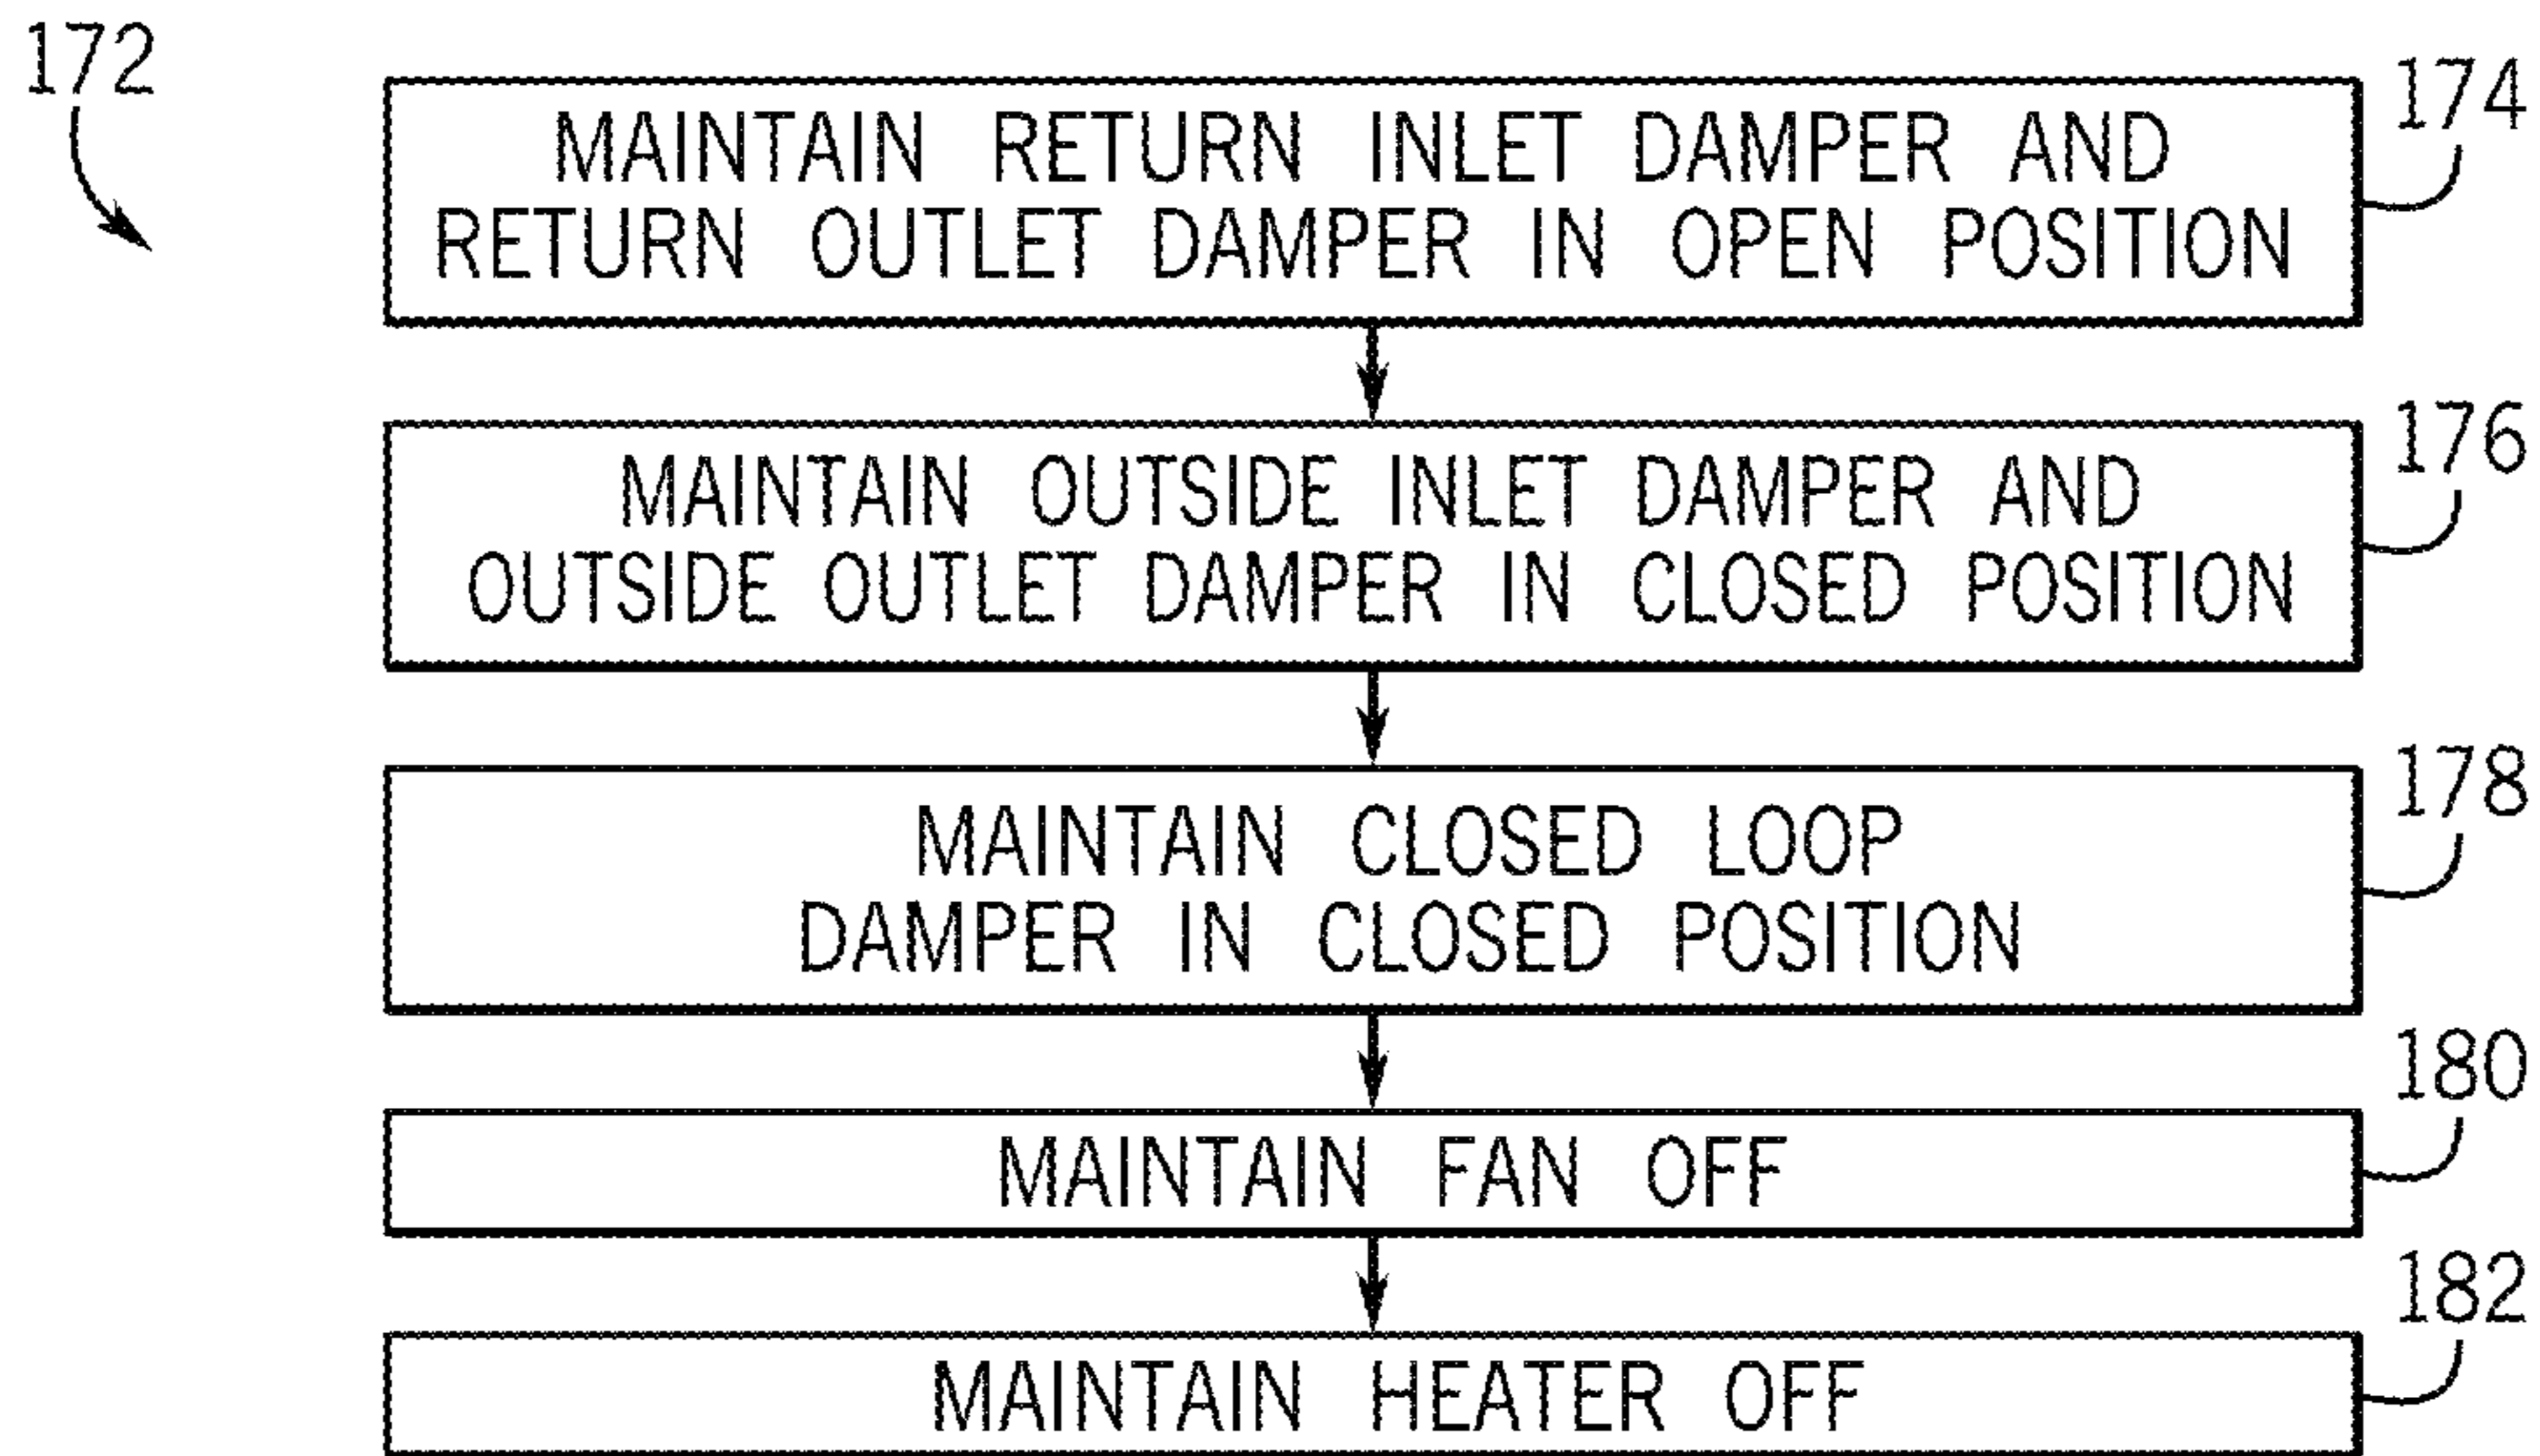 172
MAINTAIN RETURN INLET DAMPER AND
RETURN OUTLET DAMPER IN OPEN POSITION
174
MAINTAIN OUTSIDE INLET DAMPER AND
OUTSIDE OUTLET DAMPER IN CLOSED POSITION
176
MAINTAIN CLOSED LOOP
DAMPER IN CLOSED POSITION
178
MAINTAIN FAN OFF
180
MAINTAIN HEATER OFF
182